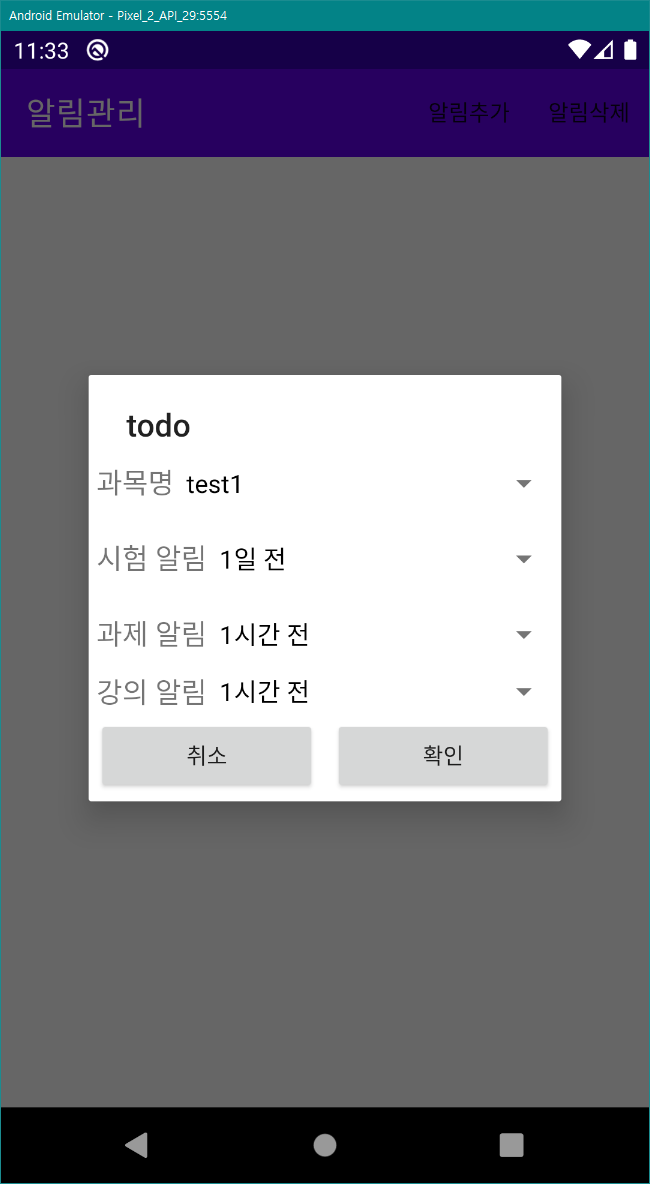 Android Emulator - Pixel_2_API_29:5554
11:33
알림관리 알림추가 알림삭제
todo
과목명 test1
시험 알림 1일 전
과제 알림 1시간 전
강의 알림 1시간 전
취소 확인